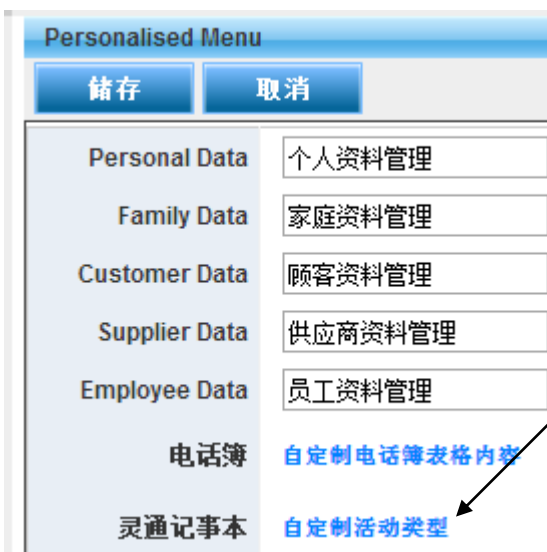 Personalised Menu
储存 取消
Personal Data 个人资料管理
Family Data 家庭资料管理
Customer Data 顾客资料管理
Supplier Data 供应商资料管理
Employee Data 员工资料管理
电话簿 自定制电话簿表格内容
灵通记事本 自定制活动类型